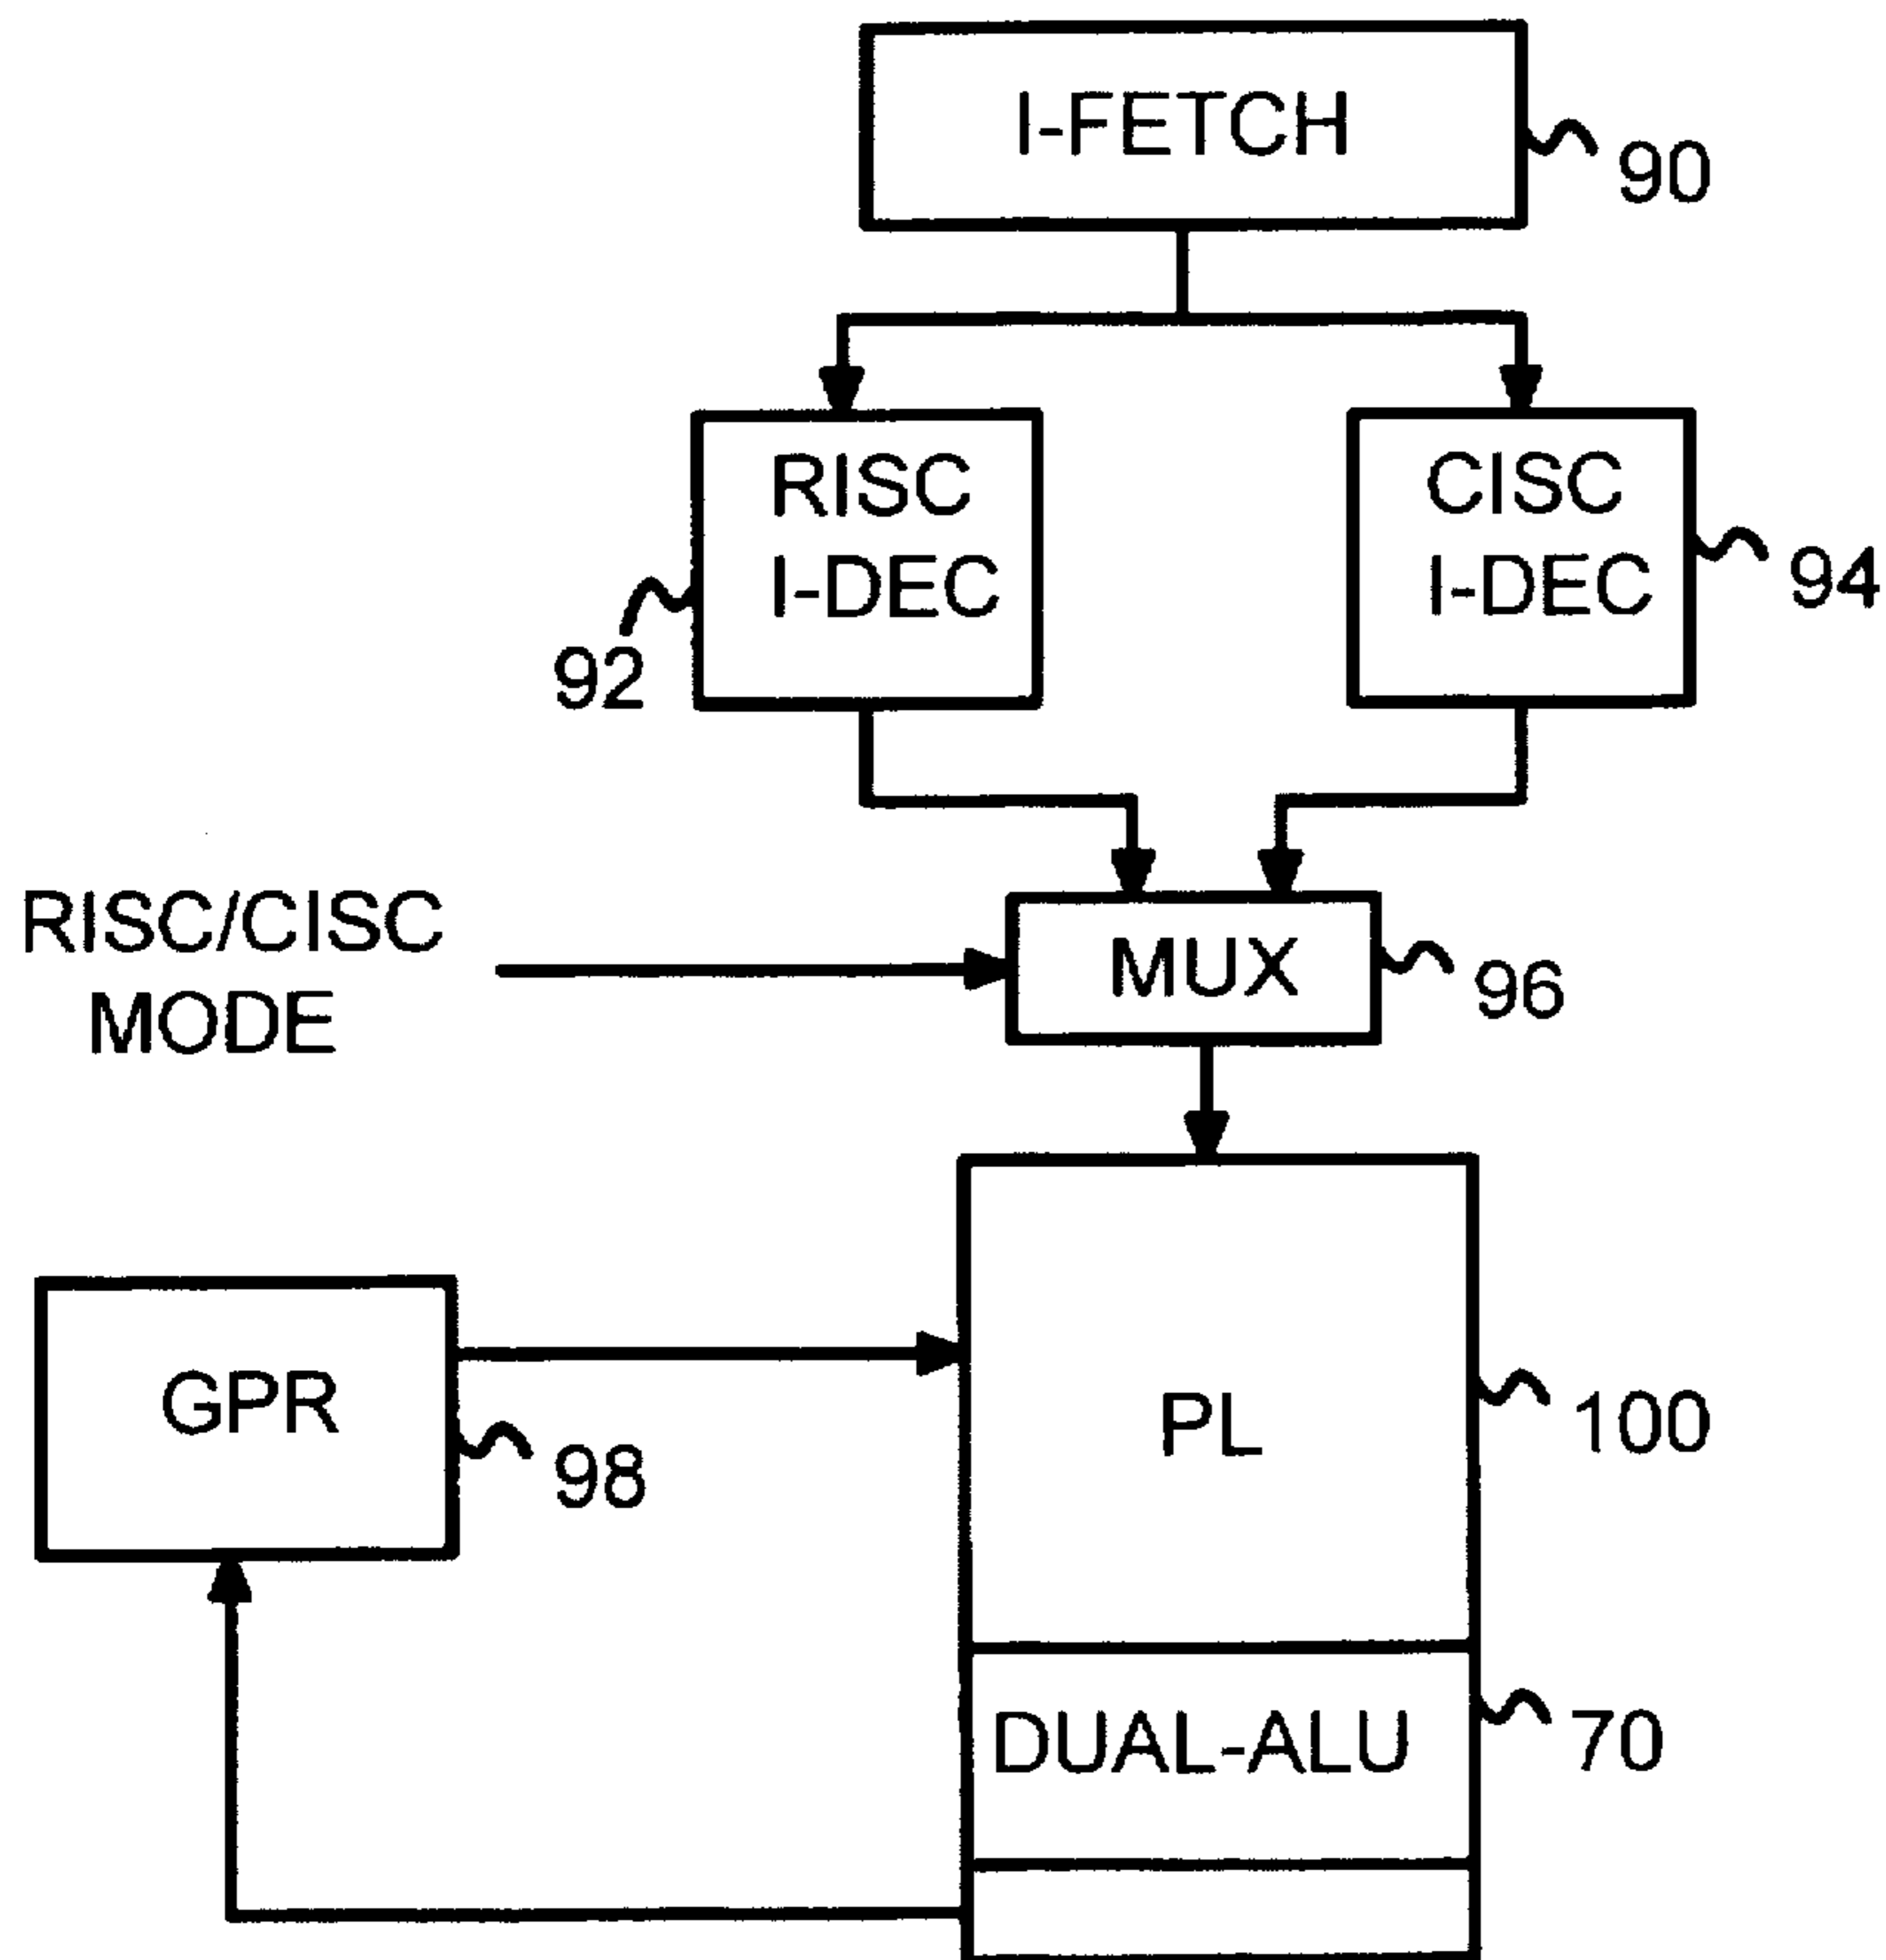 I-FETCH
90
RISC
I-DEC
92
CISC
I-DEC
94
RISC/CISC
MODE
MUX
96
GPR
98
PL
100
DUAL-ALU
70